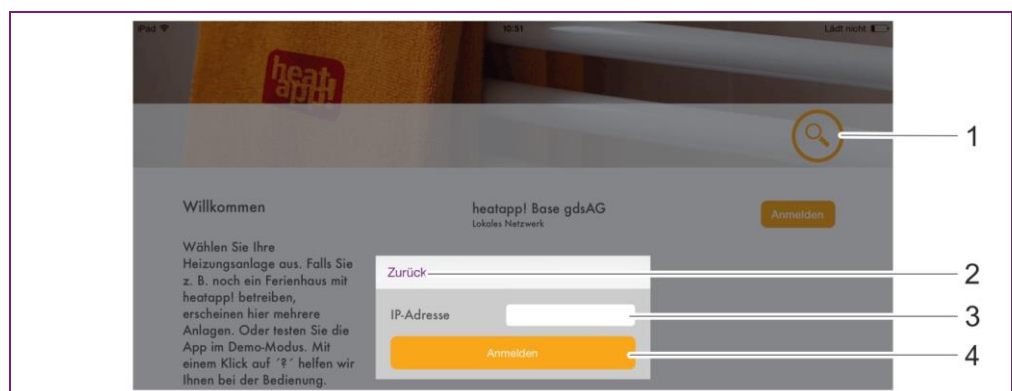 iPad 10:51 Lädt nicht
heat
app!
1
Willkommen
heatapp! Base gdsAG
Lokales Netzwerk
Anmelden
Wählen Sie Ihre
Heizungsanlage aus. Falls Sie
z. B. noch ein Ferienhaus mit
heatapp! betreiben,
erscheinen hier mehrere
Anlagen. Oder testen Sie die
App im Demo-Modus. Mit
einem Klick auf ´?´ helfen wir
Ihnen bei der Bedienung.
Zurück
2
IP-Adresse
3
Anmelden
4